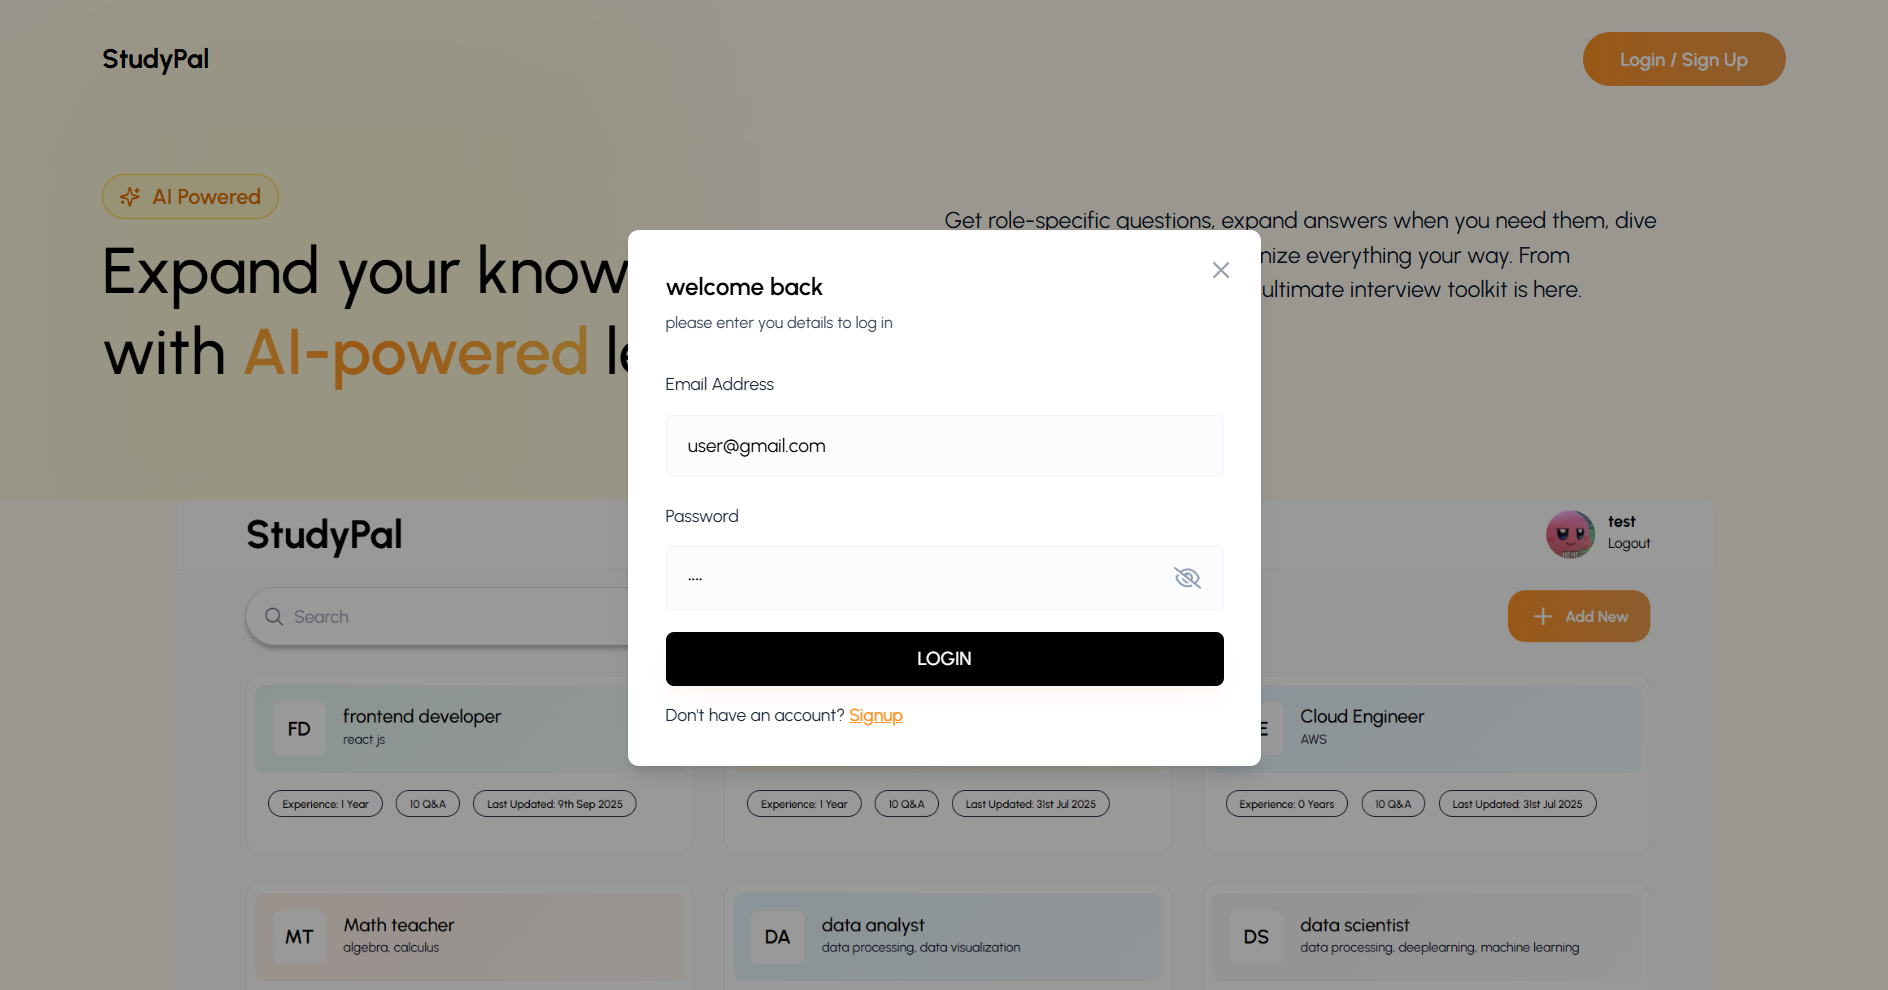 StudyPal
Login / Sign Up
AI Powered
Expand your know
with AI-powered
Get role-specific questions, expand answers when you need them, dive
everything your way. From
ultimate interview toolkit is here.
welcome back
please enter you details to log in
Email Address
user@gmail.com
Password
····
LOGIN
Don't have an account? Signup
StudyPal
test
Logout
HEHE
Search
Add New
FD
frontend developer
react js
Experience: 1 Year
10 Q&A
Last Updated: 9th Sep 2025
Experience: 1 Year
10 Q&A
Last Updated: 31st Jul 2025
E
Cloud Engineer
AWS
Experience: 0 Years
10 Q&A
Last Updated: 31st Jul 2025
MT
Math teacher
algebra, calculus
DA
data analyst
data processing, data visualization
DS
data scientist
data processing, deeplearning, machine learning